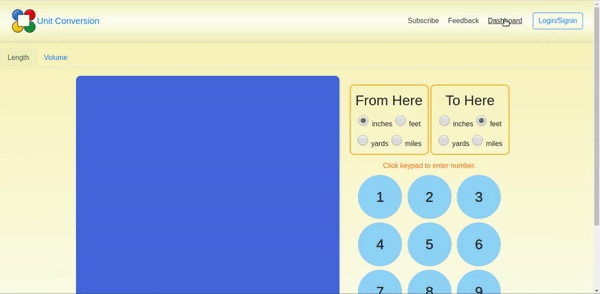 Unit Conversion
Subscribe Feedback Dashboard Login/Signin
Length Volume
From Here To Here
inches feet inches feet
yards miles yards miles
Click keypad to enter number.
1 2 3
4 5 6
7 8 9